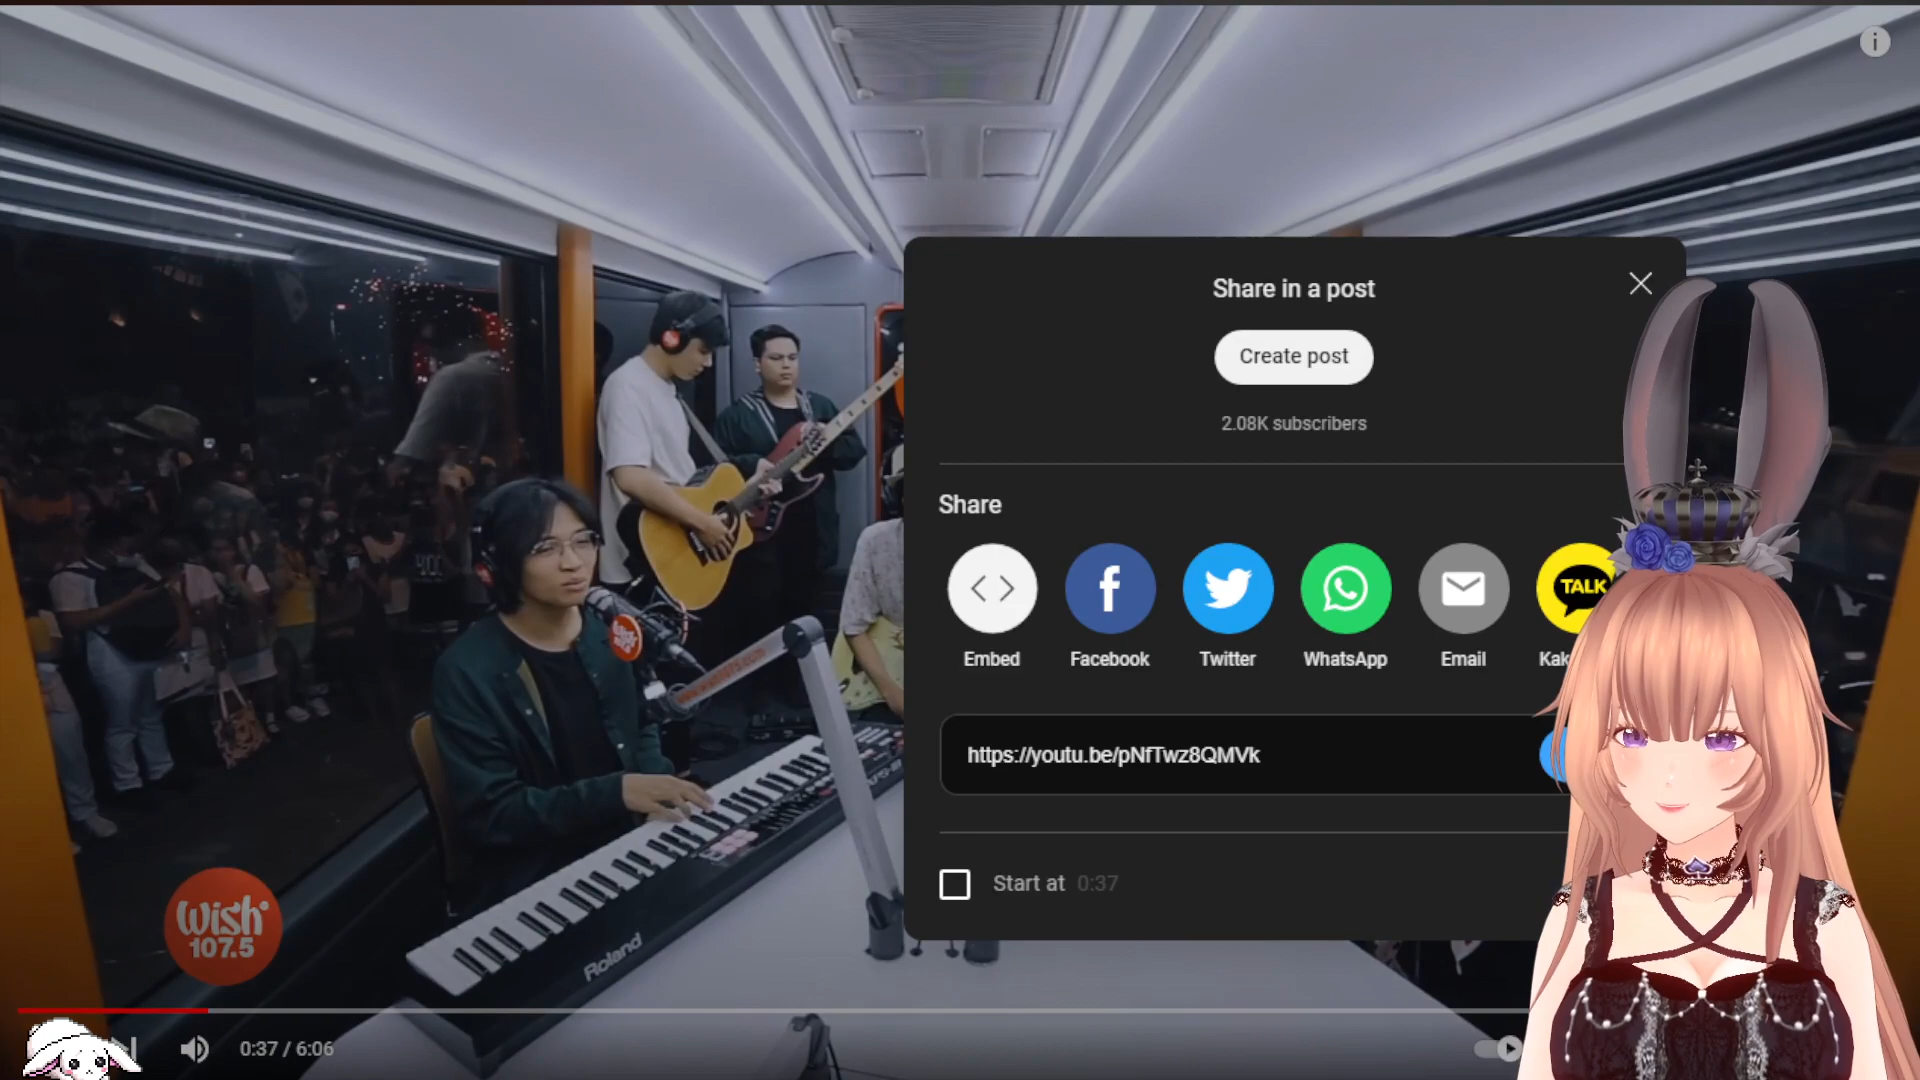 Share in a post
Create post
2.08K subscribers
Share
TALK
Embed
Facebook
Twitter
WhatsApp
Email
Kak
https://youtu.be/pNfTwz8QMVk
Start at 0:37
wish
107.5
Roland
0:37 / 6:06